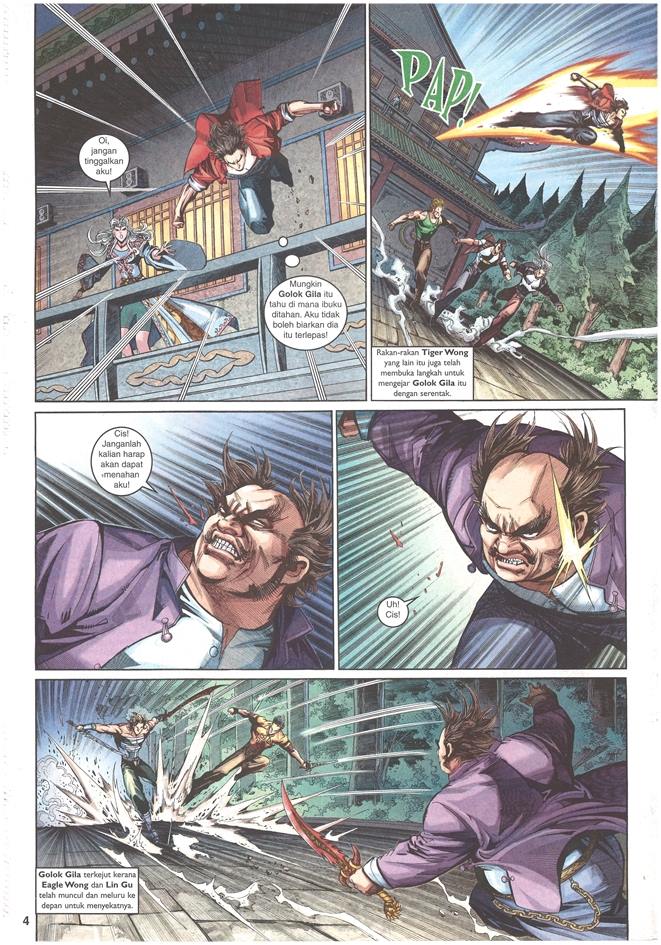 Oi,
jangan
tinggalkan
aku!
Mungkin
Golok Gila itu
tahu di mana ibuku
ditahan. Aku tidak
boleh biarkan dia
itu terlepas!
PAP!
Rakan-rakan Tiger Wong
yang lain itu juga telah
membuka langkah untuk
mengejar Golok Gila itu
dengan serentak.
Cis!
Janganlah
kalian harap
akan dapat
menahan
aku!
Uh!
Cis!
Golok Gila terkejut kerana
Eagle Wong dan Lin Gu
telah muncul dan meluru ke
depan untuk menyekatnya.
4